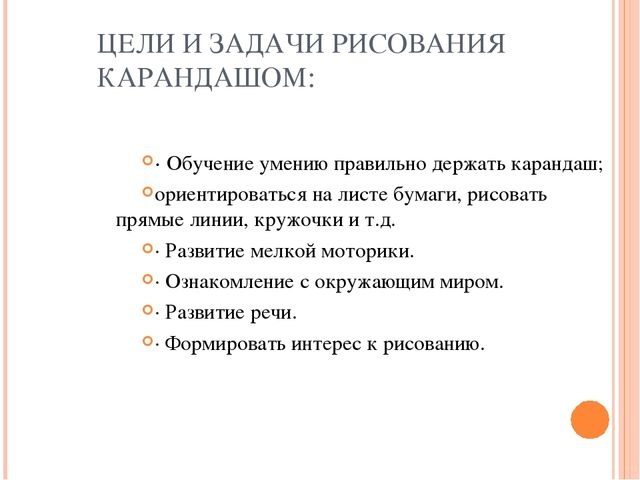 ЦЕЛИ И ЗАДАЧИ РИСОВАНИЯ
КАРАНДАШОМ:
· Обучение умению правильно держать карандаш;
ориентироваться на листе бумаги, рисовать
прямые линии, кружочки и т.д.
· Развитие мелкой моторики.
· Ознакомление с окружающим миром.
· Развитие речи.
· Формировать интерес к рисованию.